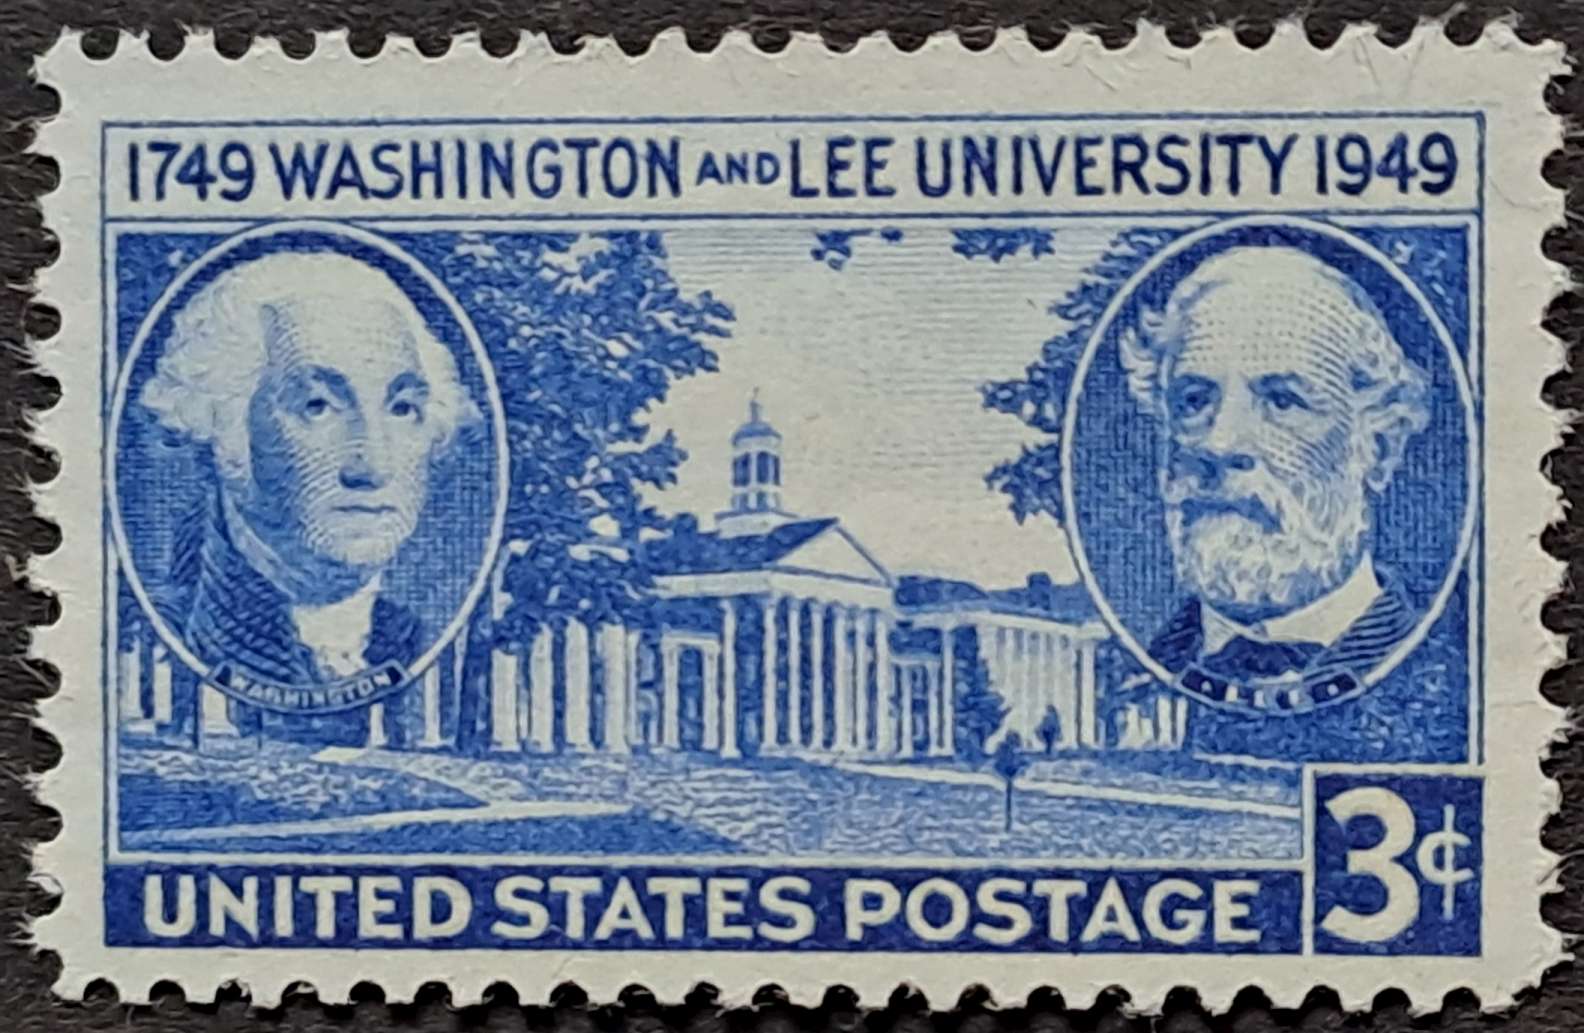 1749 WASHINGTON AND LEE UNIVERSITY 1949
WASHINGTON
LEE
UNITED STATES POSTAGE
3¢